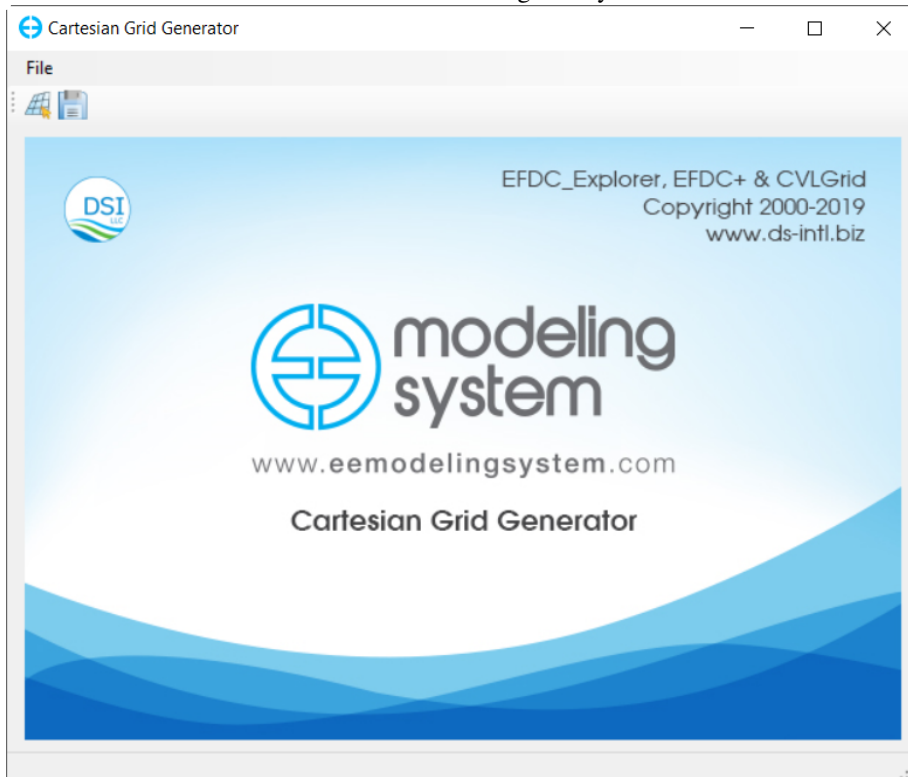 Cartesian Grid Generator
File
EFDC_Explorer, EFDC+ & CVLGrid
Copyright 2000-2019
www.ds-intl.biz
DSI
LLC
modeling
system
www.eemodelingsystem.com
Cartesian Grid Generator